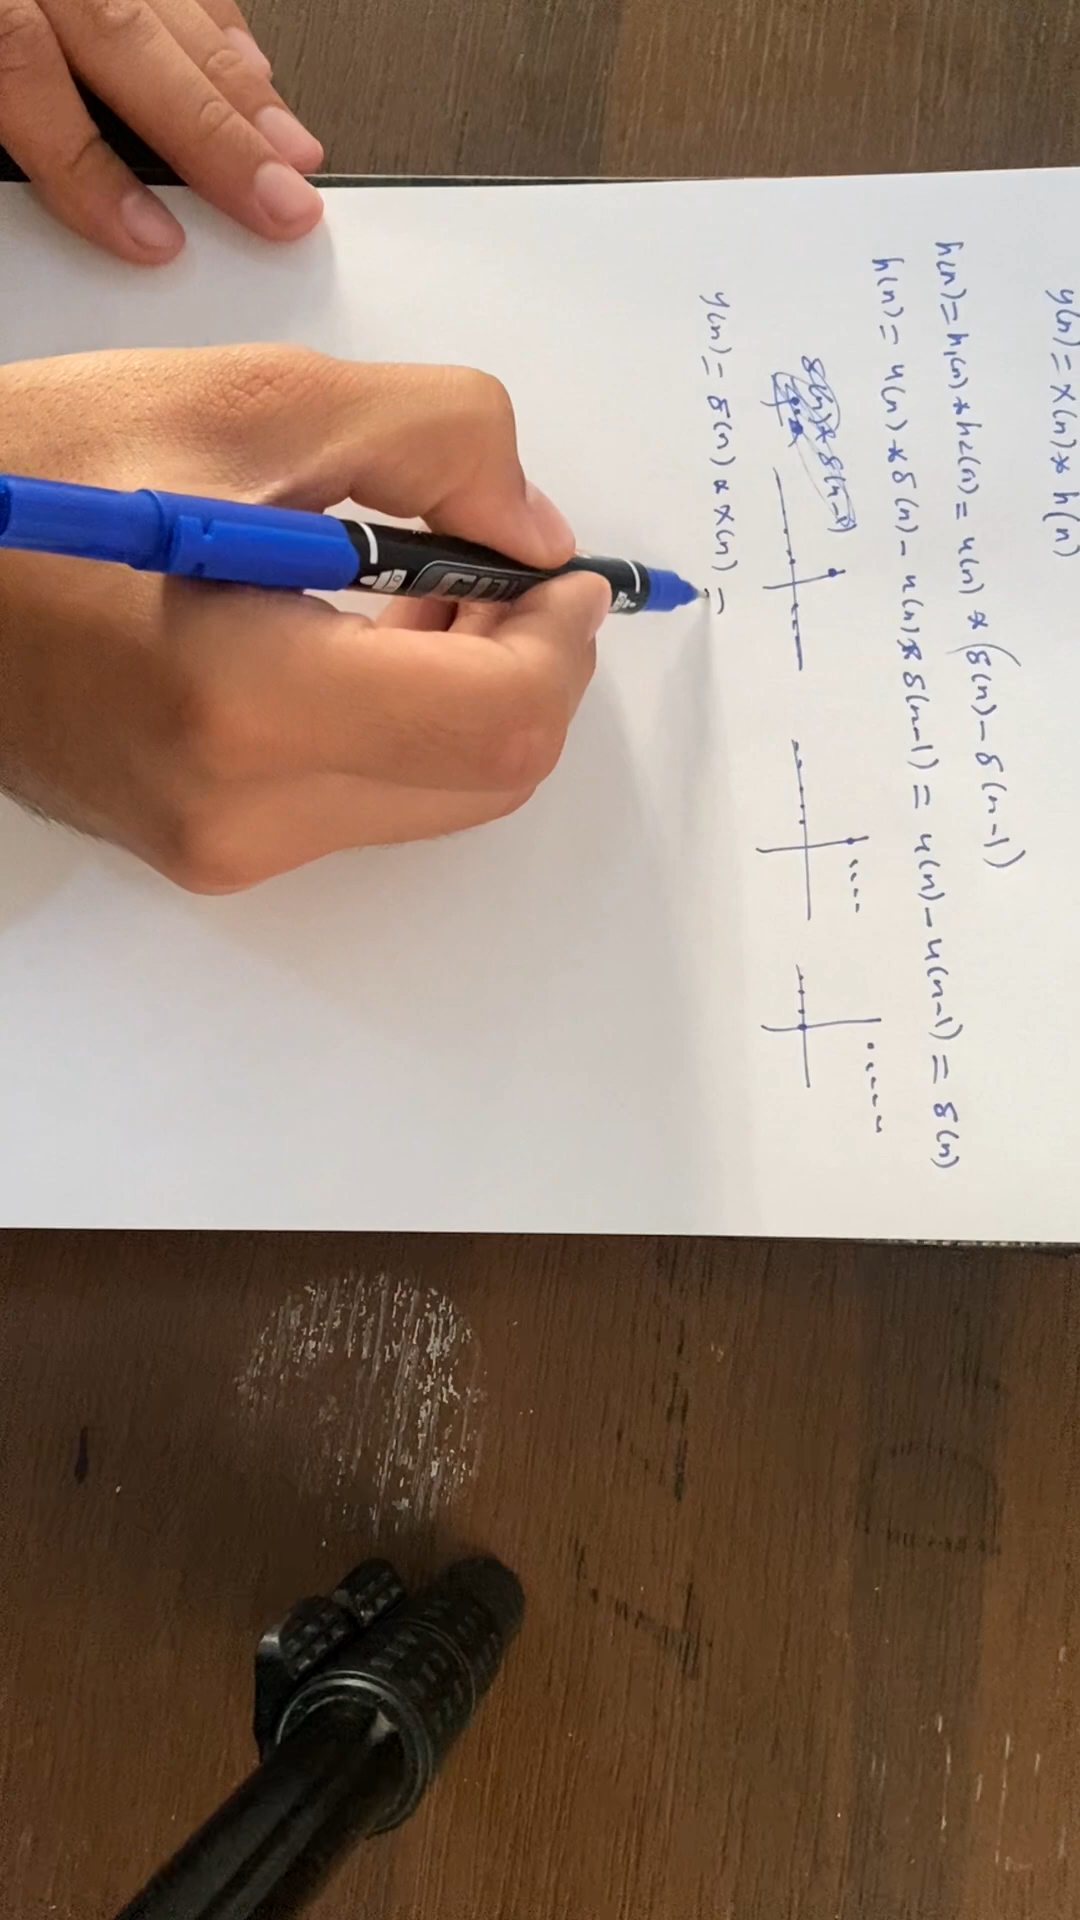 y(n) = x(n) * h(n)
h(n) = h₁(n) * h₂(n) = u(n) * (δ(n) - δ(n-1)
h(n) = u(n) * δ(n) - u(n) * δ(n-1) = u(n) - u(n-1) = δ(n)
y(n) = δ(n) * x(n) =